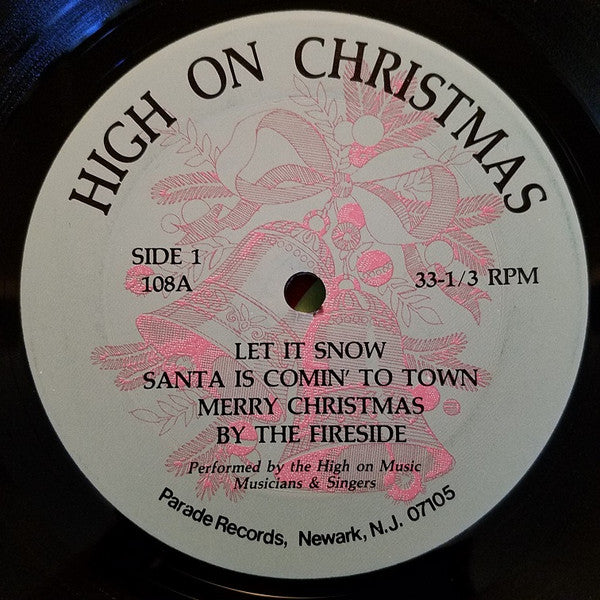 HIGH ON CHRISTMAS
SIDE 1
108A
33-1/3 RPM
LET IT SNOW
SANTA IS COMIN' TO TOWN
MERRY CHRISTMAS
BY THE FIRESIDE
Performed by the High on Music
Musicians & Singers
Parade Records, Newark, N.J. 07105